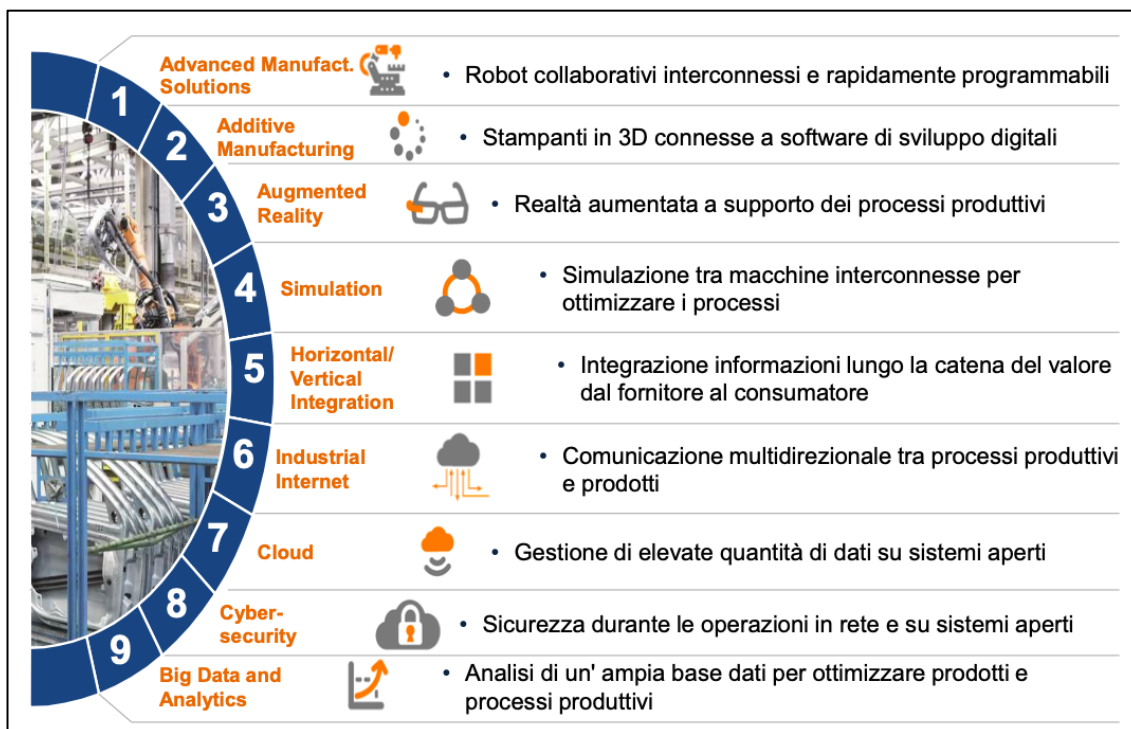 1
Advanced Manufact.
Solutions
• Robot collaborativi interconnessi e rapidamente programmabili
2
Additive
Manufacturing
• Stampanti in 3D connesse a software di sviluppo digitali
3
Augmented
Reality
• Realtà aumentata a supporto dei processi produttivi
4
Simulation
• Simulazione tra macchine interconnesse per
ottimizzare i processi
5
Horizontal/
Vertical
Integration
• Integrazione informazioni lungo la catena del valore
dal fornitore al consumatore
6
Industrial
Internet
• Comunicazione multidirezionale tra processi produttivi
e prodotti
7
Cloud
• Gestione di elevate quantità di dati su sistemi aperti
8
Cyber-
security
• Sicurezza durante le operazioni in rete e su sistemi aperti
9
Big Data and
Analytics
• Analisi di un' ampia base dati per ottimizzare prodotti e
processi produttivi